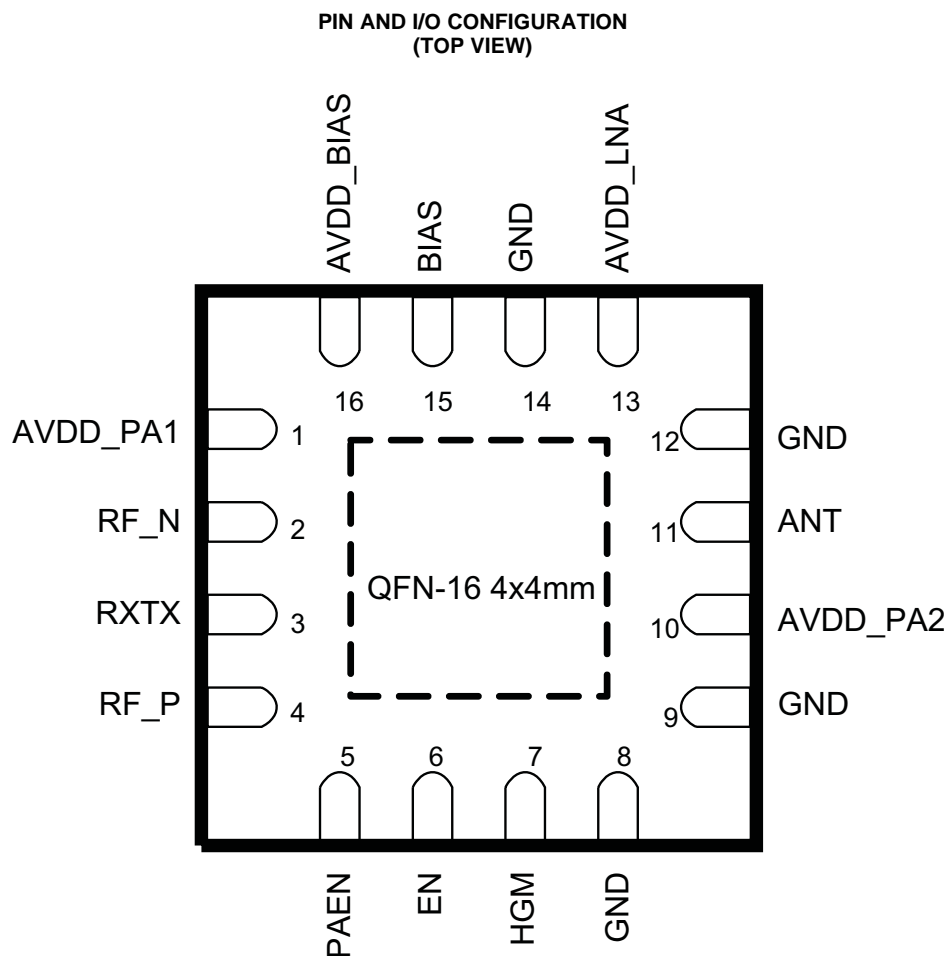 PIN AND I/O CONFIGURATION
(TOP VIEW)
AVDD_BIAS
BIAS
GND
AVDD_LNA
16
15
14
13
AVDD_PA1
1
12
GND
RF_N
2
11
ANT
QFN-16 4x4mm
RXTX
3
10
AVDD_PA2
RF_P
4
9
GND
5
6
7
8
PAEN
EN
HGM
GND